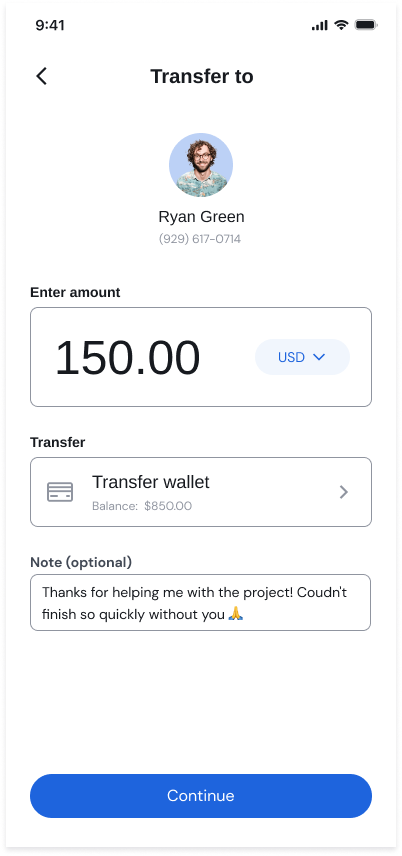 9:41
Transfer to
Ryan Green
(929) 617-0714
Enter amount
150.00
USD
Transfer
Transfer wallet
Balance: $850.00
Note (optional)
Thanks for helping me with the project! Coudn't
finish so quickly without you 🙏
Continue